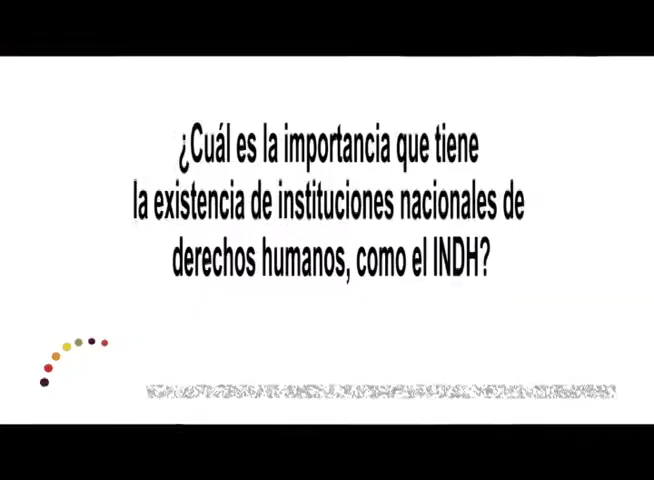 ¿Cuál es la importancia que tiene
la existencia de instituciones nacionales de
derechos humanos, como el INDH?